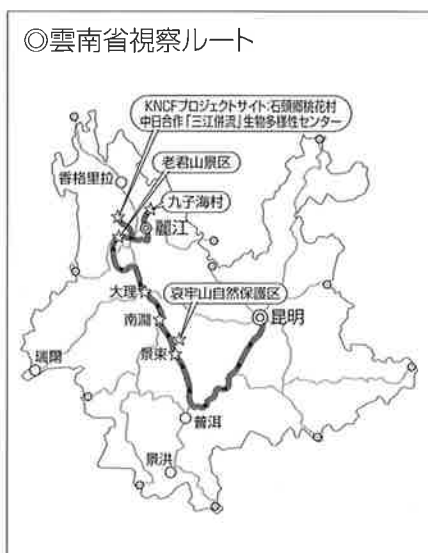 ◎雲南省視察ルート
KNCFプロジェクトサイト:石頭郷桃花村
中日合作「三江併流」生物多様性センター
老君山景区
香格里拉
九子海村
麗江
大理
哀牢山自然保護区
南澗
昆明
景東
瑞麗
普洱
景洪